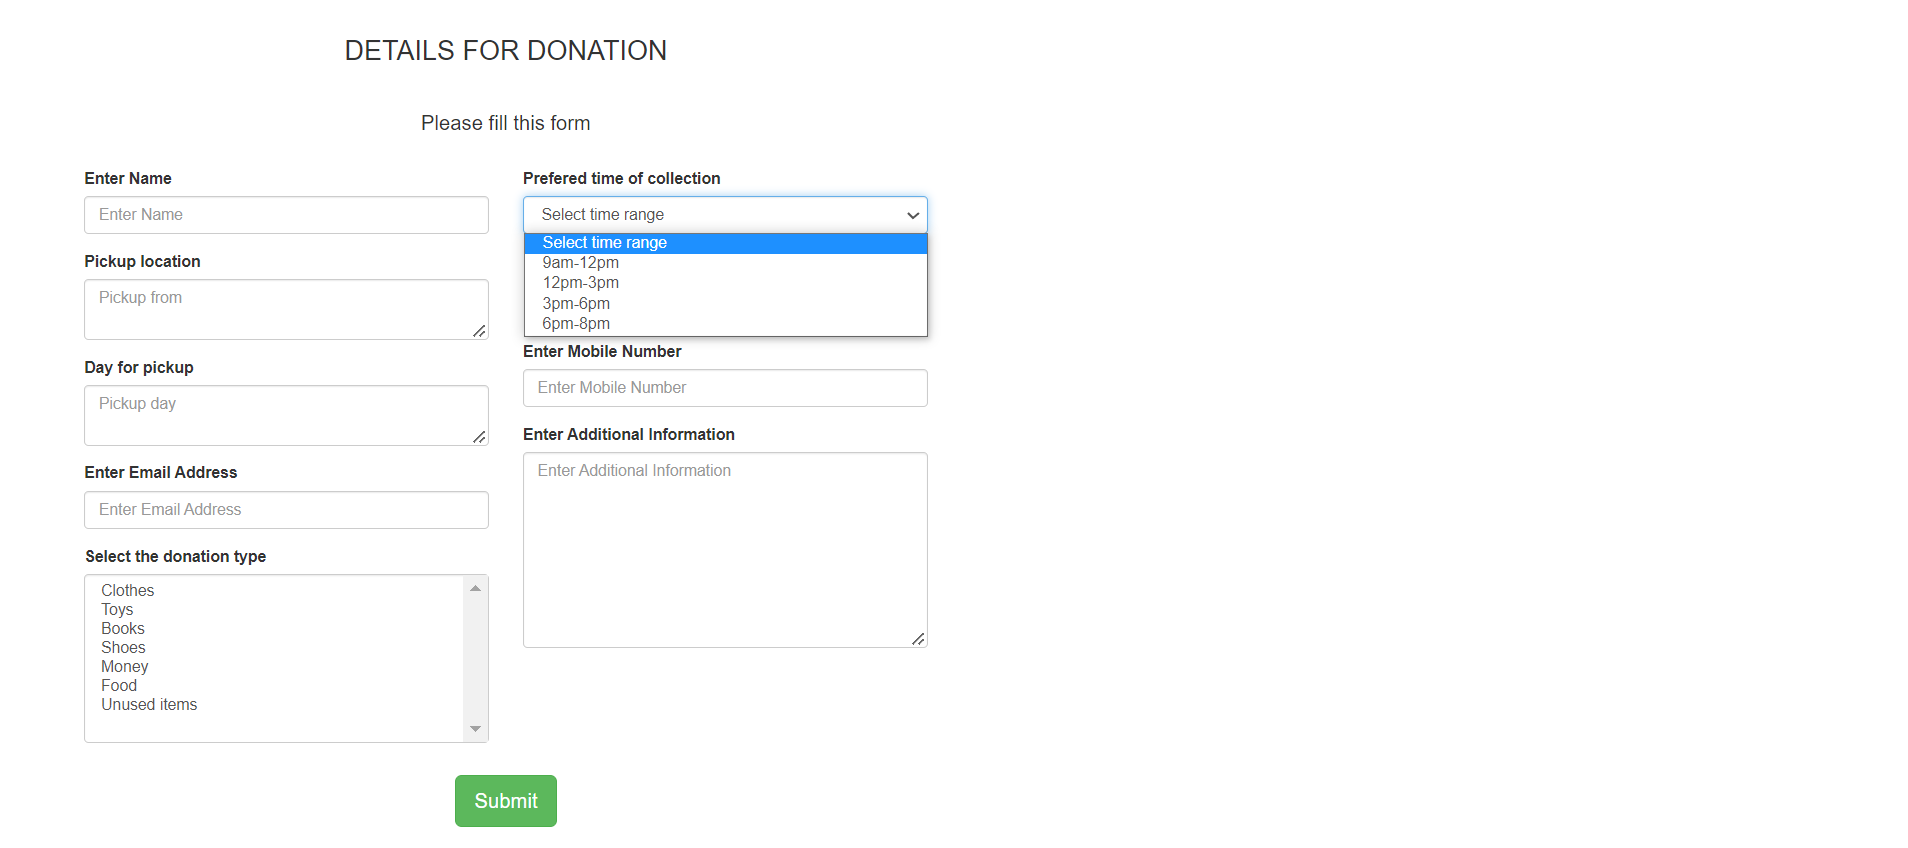 DETAILS FOR DONATION
Please fill this form
Enter Name
Enter Name
Pickup location
Pickup from
Day for pickup
Pickup day
Enter Email Address
Enter Email Address
Select the donation type
Clothes
Toys
Books
Shoes
Money
Food
Unused items
Prefered time of collection
Select time range
Select time range
9am-12pm
12pm-3pm
3pm-6pm
6pm-8pm
Enter Mobile Number
Enter Mobile Number
Enter Additional Information
Enter Additional Information
Submit